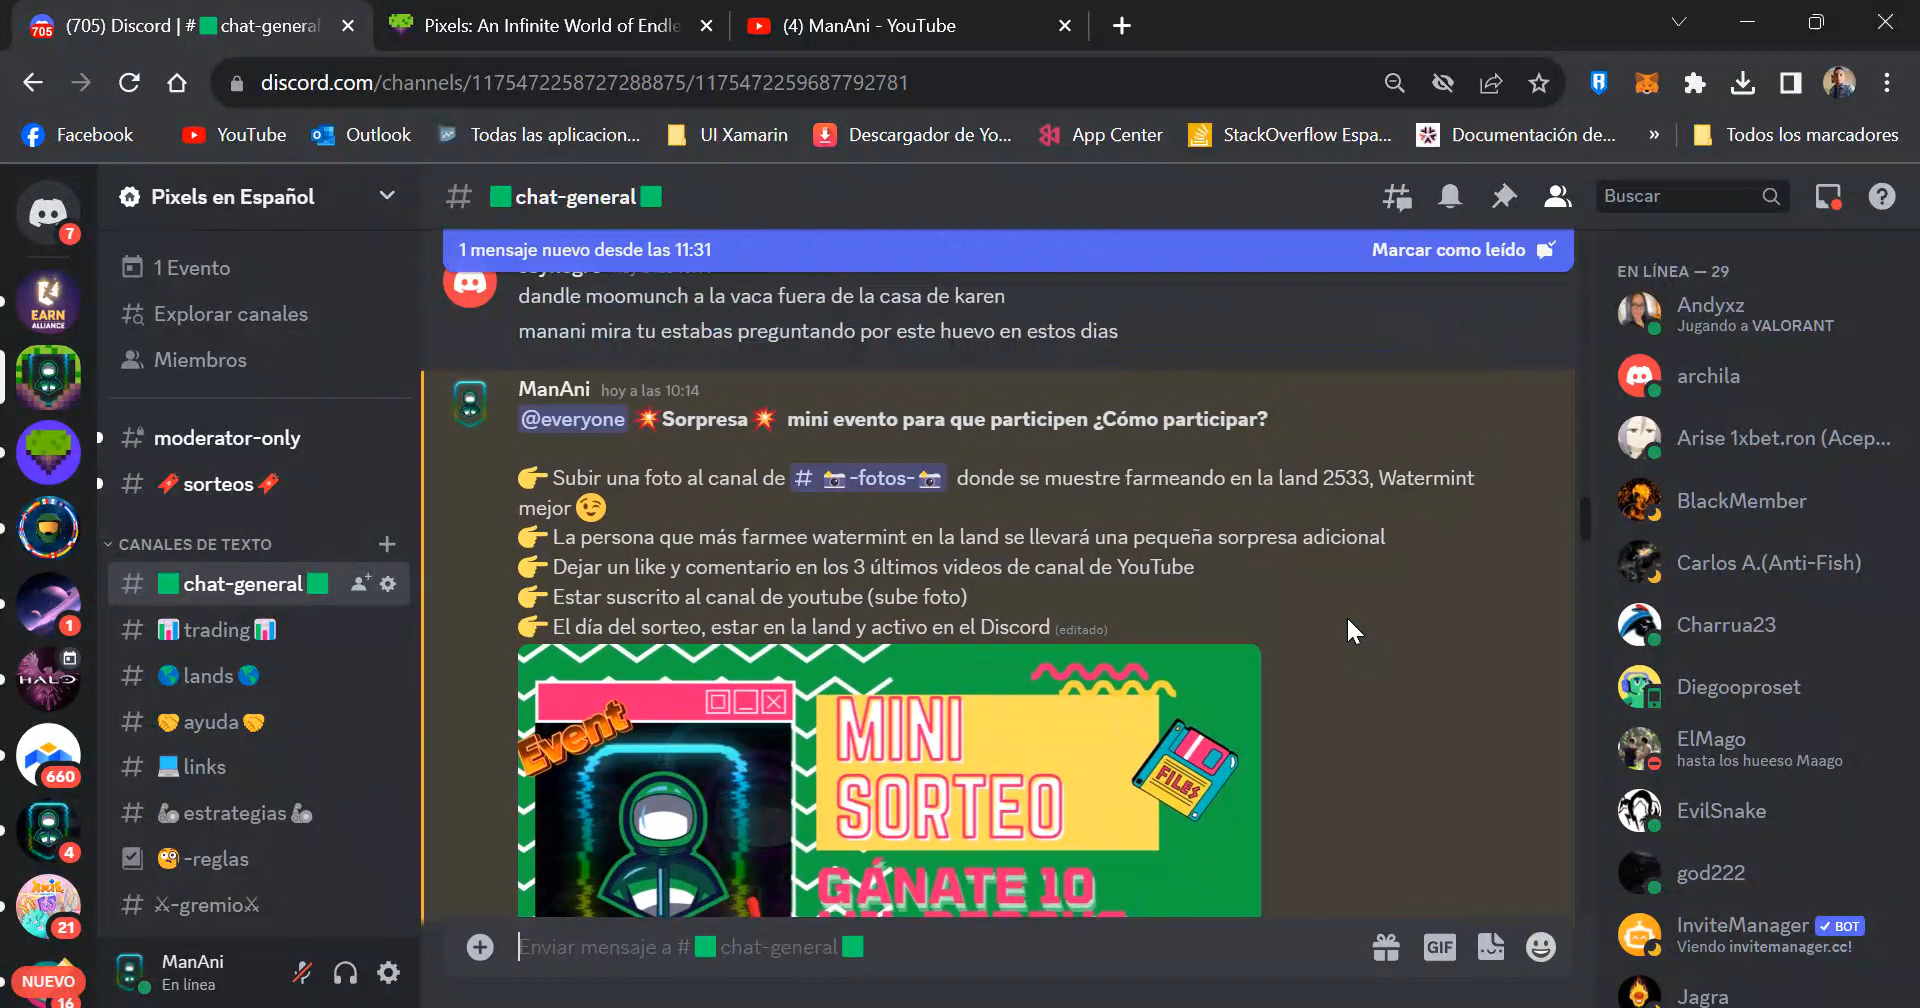 705
(705) Discord | # chat-general
Pixels: An Infinite World of Endle
(4) ManAni - YouTube
discord.com/channels/1175472258727288875/1175472259687792781
Facebook
YouTube
Outlook
Todas las aplicacion...
UI Xamarin
Descargador de Yo...
App Center
StackOverflow Espa...
Documentación de...
»
Todos los marcadores
Pixels en Español
chat-general
Buscar
7
EARN
ALLIANCE
1
HALO
660
4
21
NUEVO
16
1 Evento
Explorar canales
Miembros
moderator-only
sorteos
CANALES DE TEXTO
chat-general
trading
lands
ayuda
links
estrategias
-reglas
-gremio
ManAni
En línea
1 mensaje nuevo desde las 11:31
Marcar como leído
dandle moomunch a la vaca fuera de la casa de karen
manani mira tu estabas preguntando por este huevo en estos dias
ManAni hoy a las 10:14
@everyone 💥Sorpresa💥 mini evento para que participen ¿Cómo participar?
👉Subir una foto al canal de # 📸-fotos-📸 donde se muestre farmeando en la land 2533, Watermint
mejor 😉
👉La persona que más farmee watermint en la land se llevará una pequeña sorpresa adicional
👉Dejar un like y comentario en los 3 últimos videos de canal de YouTube
👉Estar suscrito al canal de youtube (sube foto)
👉El día del sorteo, estar en la land y activo en el Discord (editado)
Event
MINI
SORTEO
FILES
GÁNATE 10
Enviar mensaje a # chat-general
GIF
EN LÍNEA — 29
Andyxz
Jugando a VALORANT
archila
Arise 1xbet.ron (Acep...
BlackMember
Carlos A.(Anti-Fish)
Charrua23
Diegooproset
ElMago
hasta los hueeso Maago
EvilSnake
god222
InviteManager ✓ BOT
Viendo invitemanager.cc!
Jagra